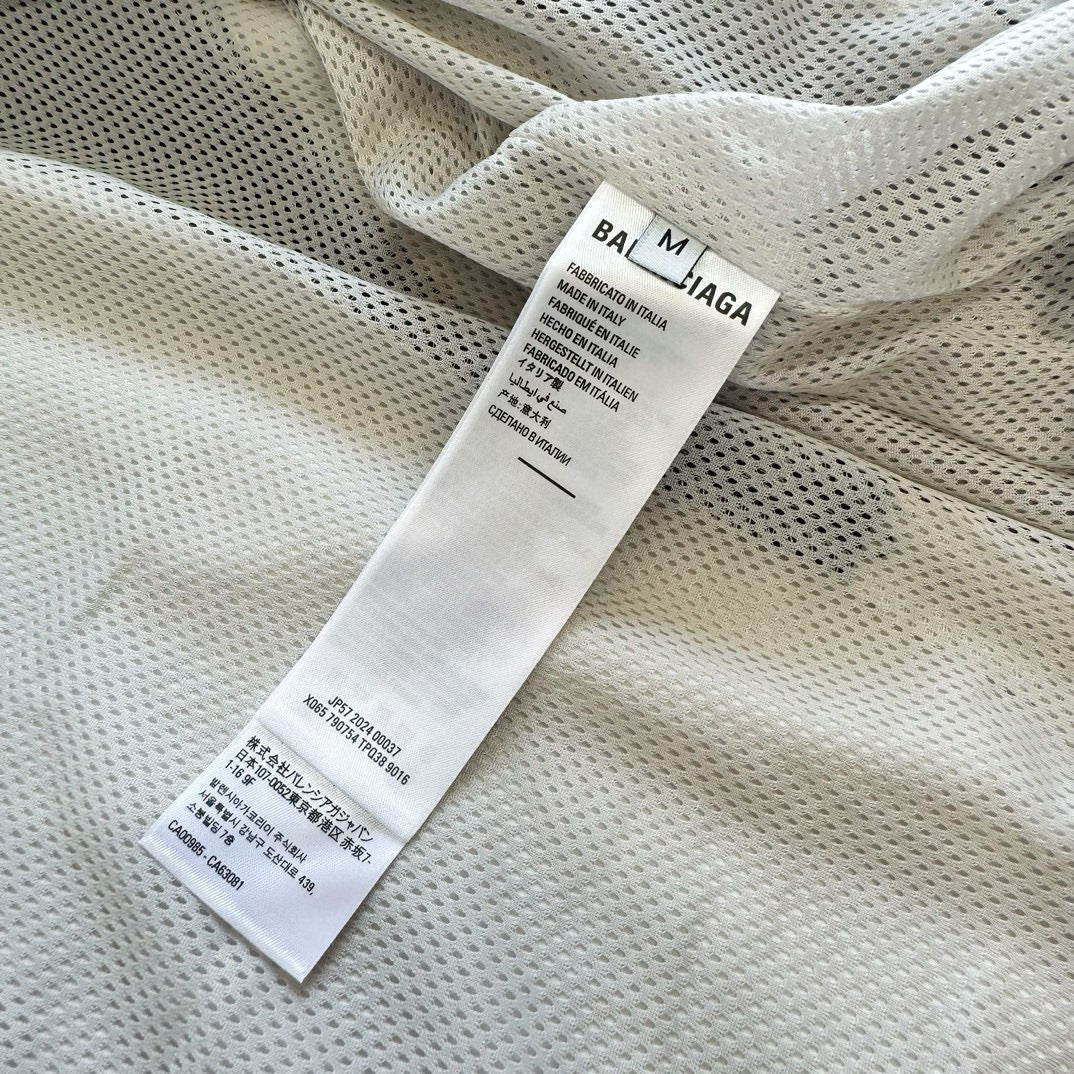 M
BAL CIAGA
FABBRICATO IN ITALIA
MADE IN ITALY
FABRIQUÉ EN ITALIE
HECHO EN ITALIA
HERGESTELLT IN ITALIEN
FABRICADO EM ITÁLIA
イタリア製
صنع في ايطاليا
产地:意大利
СДЕЛАНО В ИТАЛИИ
JP57 2024 00037
X065 790754 TPQ38 9016
株式会社バレンシアガジャパン
日本107-0052東京都港区 赤坂7-
1-16 9F
발렌시아가코리아 주식회사
서울특별시 강남구 도산대로 439,
소봉빌딩 7층
CA00985 - CA63081